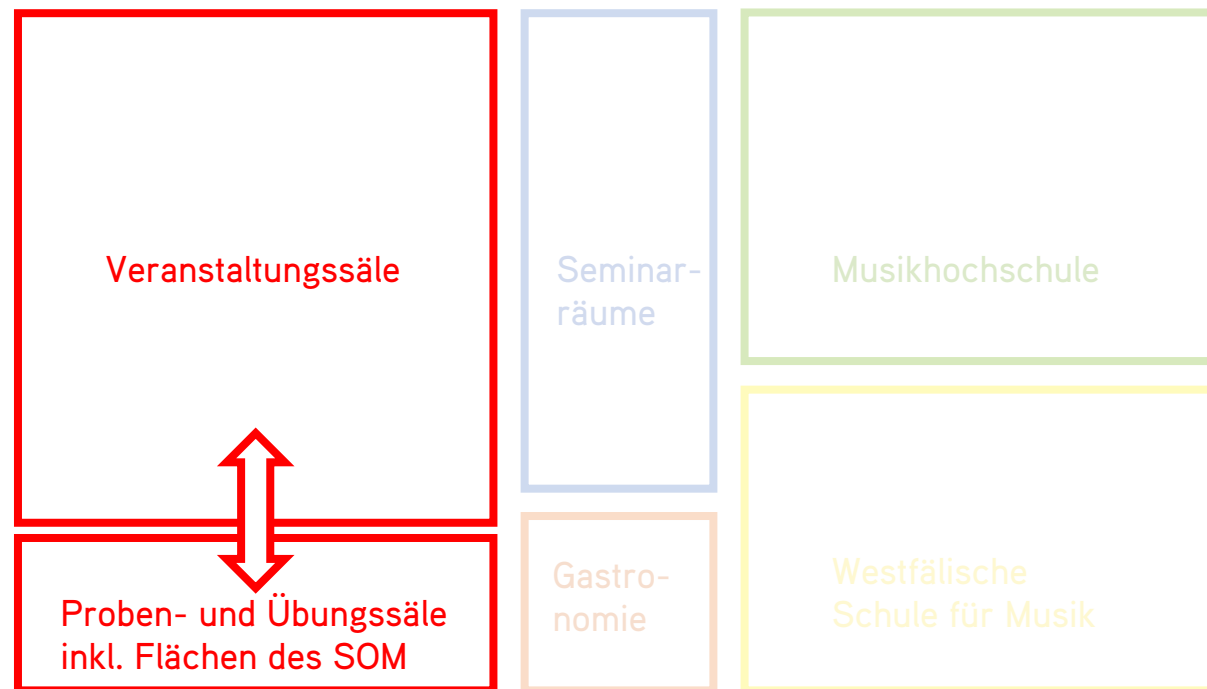 Veranstaltungssäle
Seminar-
räume
Musikhochschule
Proben- und Übungssäle
inkl. Flächen des SOM
Gastro-
nomie
Westfälische
Schule für Musik